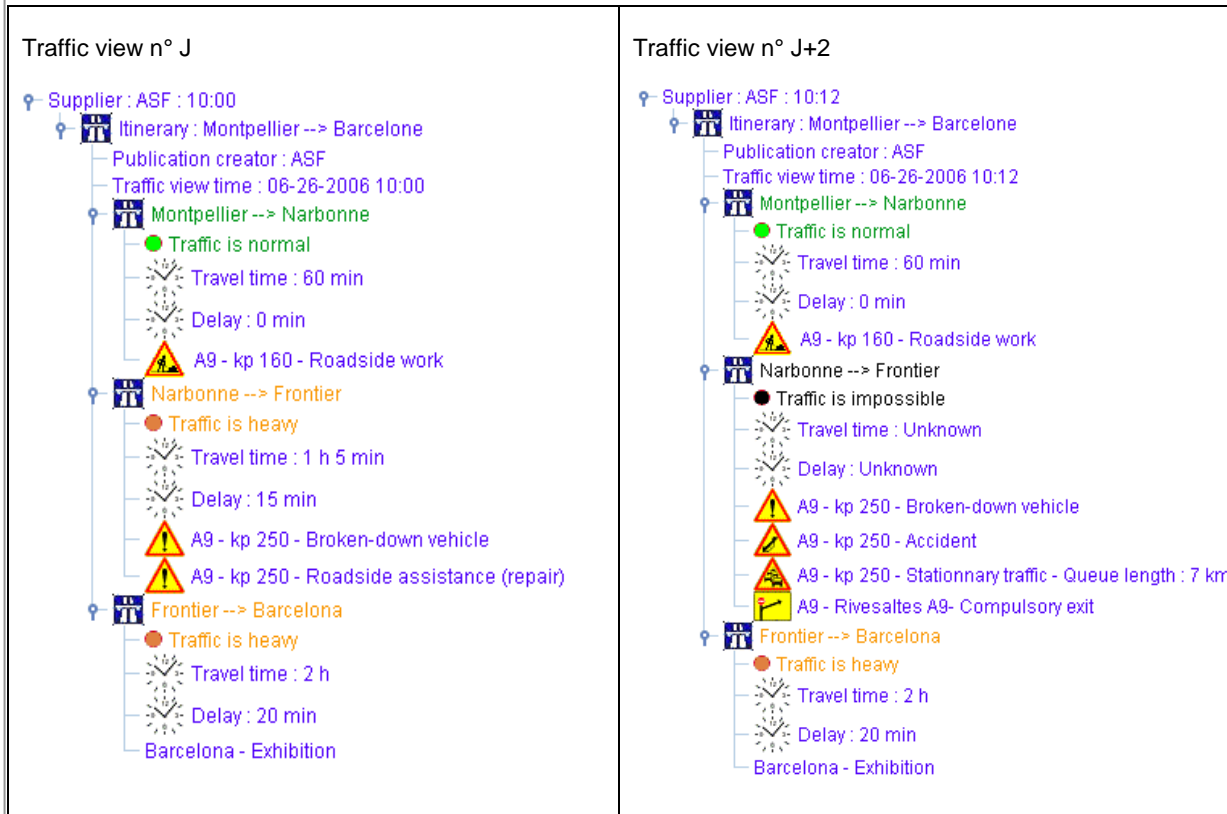 Traffic view n° J
Supplier : ASF : 10:00
Itinerary : Montpellier --> Barcelone
Publication creator : ASF
Traffic view time : 06-26-2006 10:00
Montpellier --> Narbonne
Traffic is normal
Travel time : 60 min
Delay : 0 min
A9 - kp 160 - Roadside work
Narbonne --> Frontier
Traffic is heavy
Travel time : 1 h 5 min
Delay : 15 min
A9 - kp 250 - Broken-down vehicle
A9 - kp 250 - Roadside assistance (repair)
Frontier --> Barcelona
Traffic is heavy
Travel time : 2 h
Delay : 20 min
Barcelona - Exhibition
Traffic view n° J+2
Supplier : ASF : 10:12
Itinerary : Montpellier --> Barcelone
Publication creator : ASF
Traffic view time : 06-26-2006 10:12
Montpellier --> Narbonne
Traffic is normal
Travel time : 60 min
Delay : 0 min
A9 - kp 160 - Roadside work
Narbonne --> Frontier
Traffic is impossible
Travel time : Unknown
Delay : Unknown
A9 - kp 250 - Broken-down vehicle
A9 - kp 250 - Accident
A9 - kp 250 - Stationnary traffic - Queue length : 7 km
A9 - Rivesaltes A9- Compulsory exit
Frontier --> Barcelona
Traffic is heavy
Travel time : 2 h
Delay : 20 min
Barcelona - Exhibition